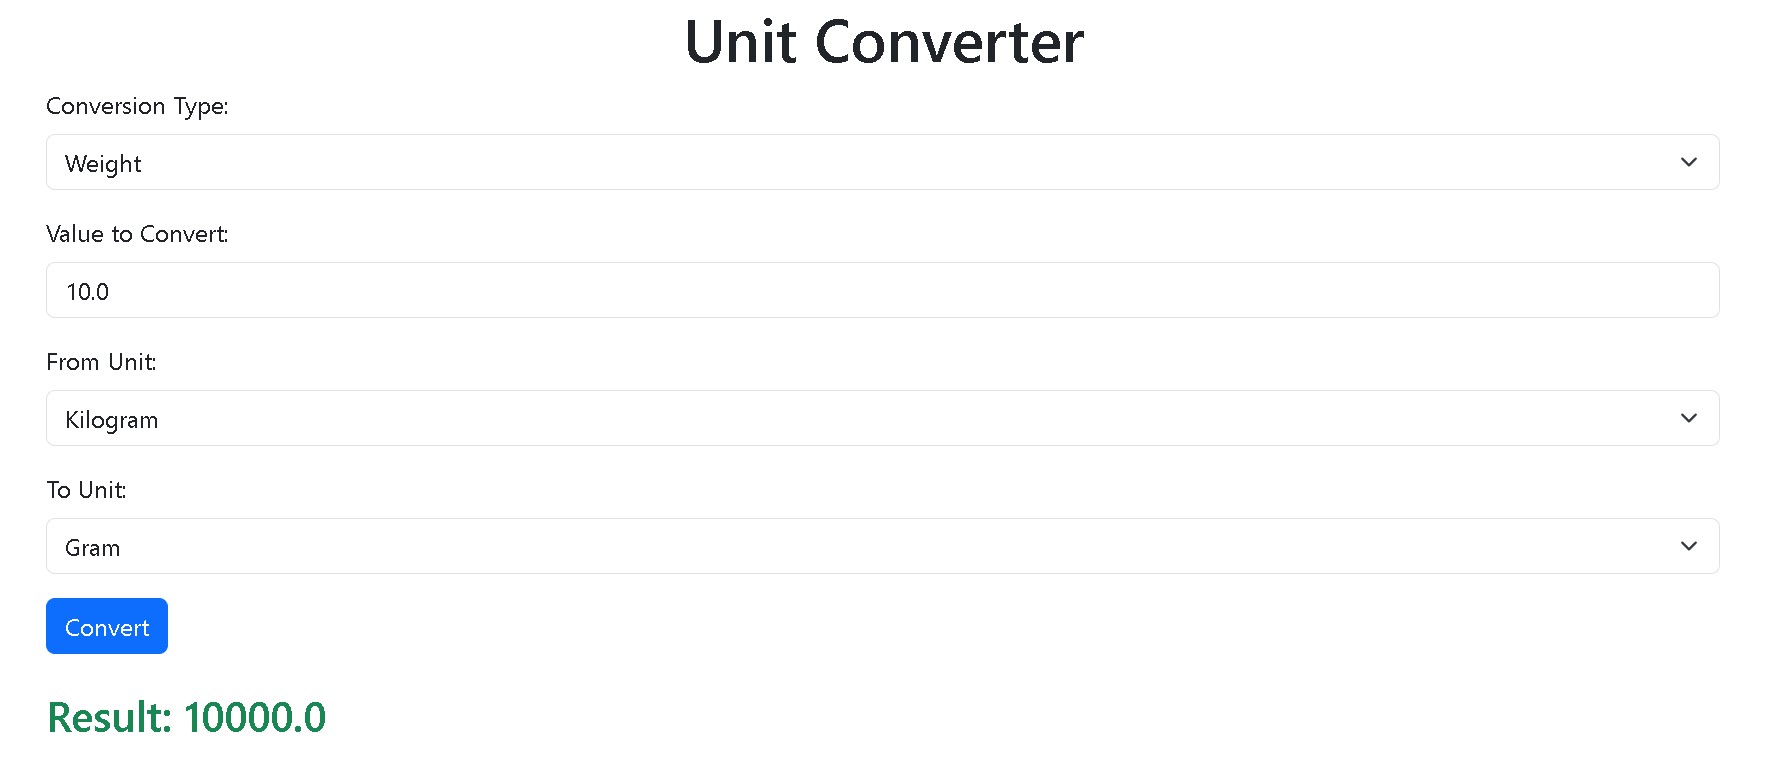 Unit Converter
Conversion Type:
Weight
Value to Convert:
10.0
From Unit:
Kilogram
To Unit:
Gram
Convert
Result: 10000.0